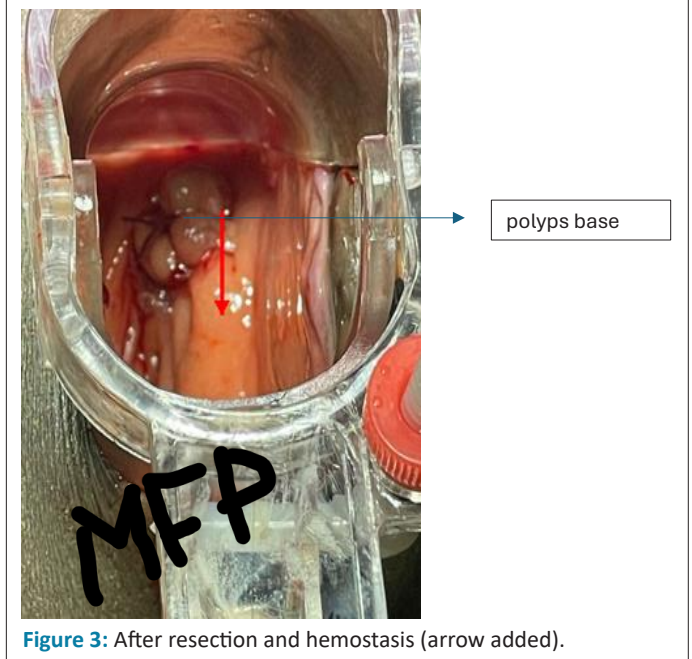 polyps base
MFP
Figure 3: After resection and hemostasis (arrow added).